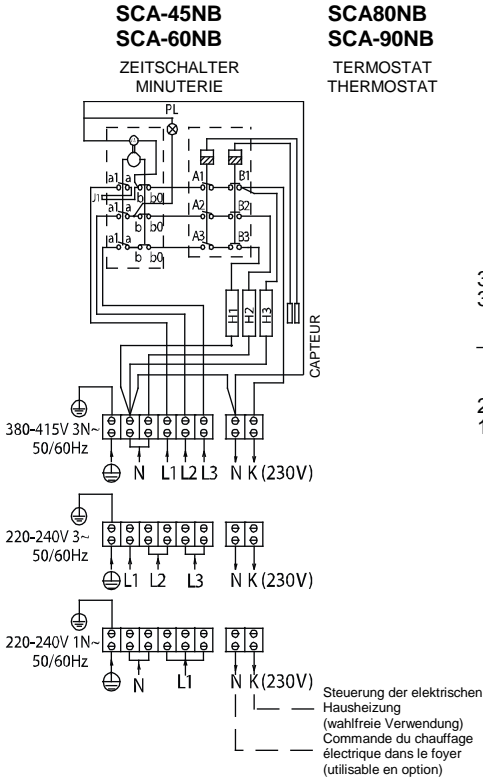 SCA-45NB SCA80NB
SCA-60NB SCA-90NB
ZEITSCHALTER TERMOSTAT
MINUTERIE THERMOSTAT
PL
a1 a A1 B1
J1 b b0
a1 a A2 B2
b b0
a1 a A3 B3
b b0
H1 H2 H3
CAPTEUR
380-415V 3N~
50/60Hz
N L1 L2 L3 N K (230V)
220-240V 3~
50/60Hz
L1 L2 L3 N K (230V)
220-240V 1N~
50/60Hz
N L1 N K (230V)
Steuerung der elektrischen
Hausheizung
(wahlfreie Verwendung)
Commande du chauffage
électrique dans le foyer
(utilisable en option)
2
1